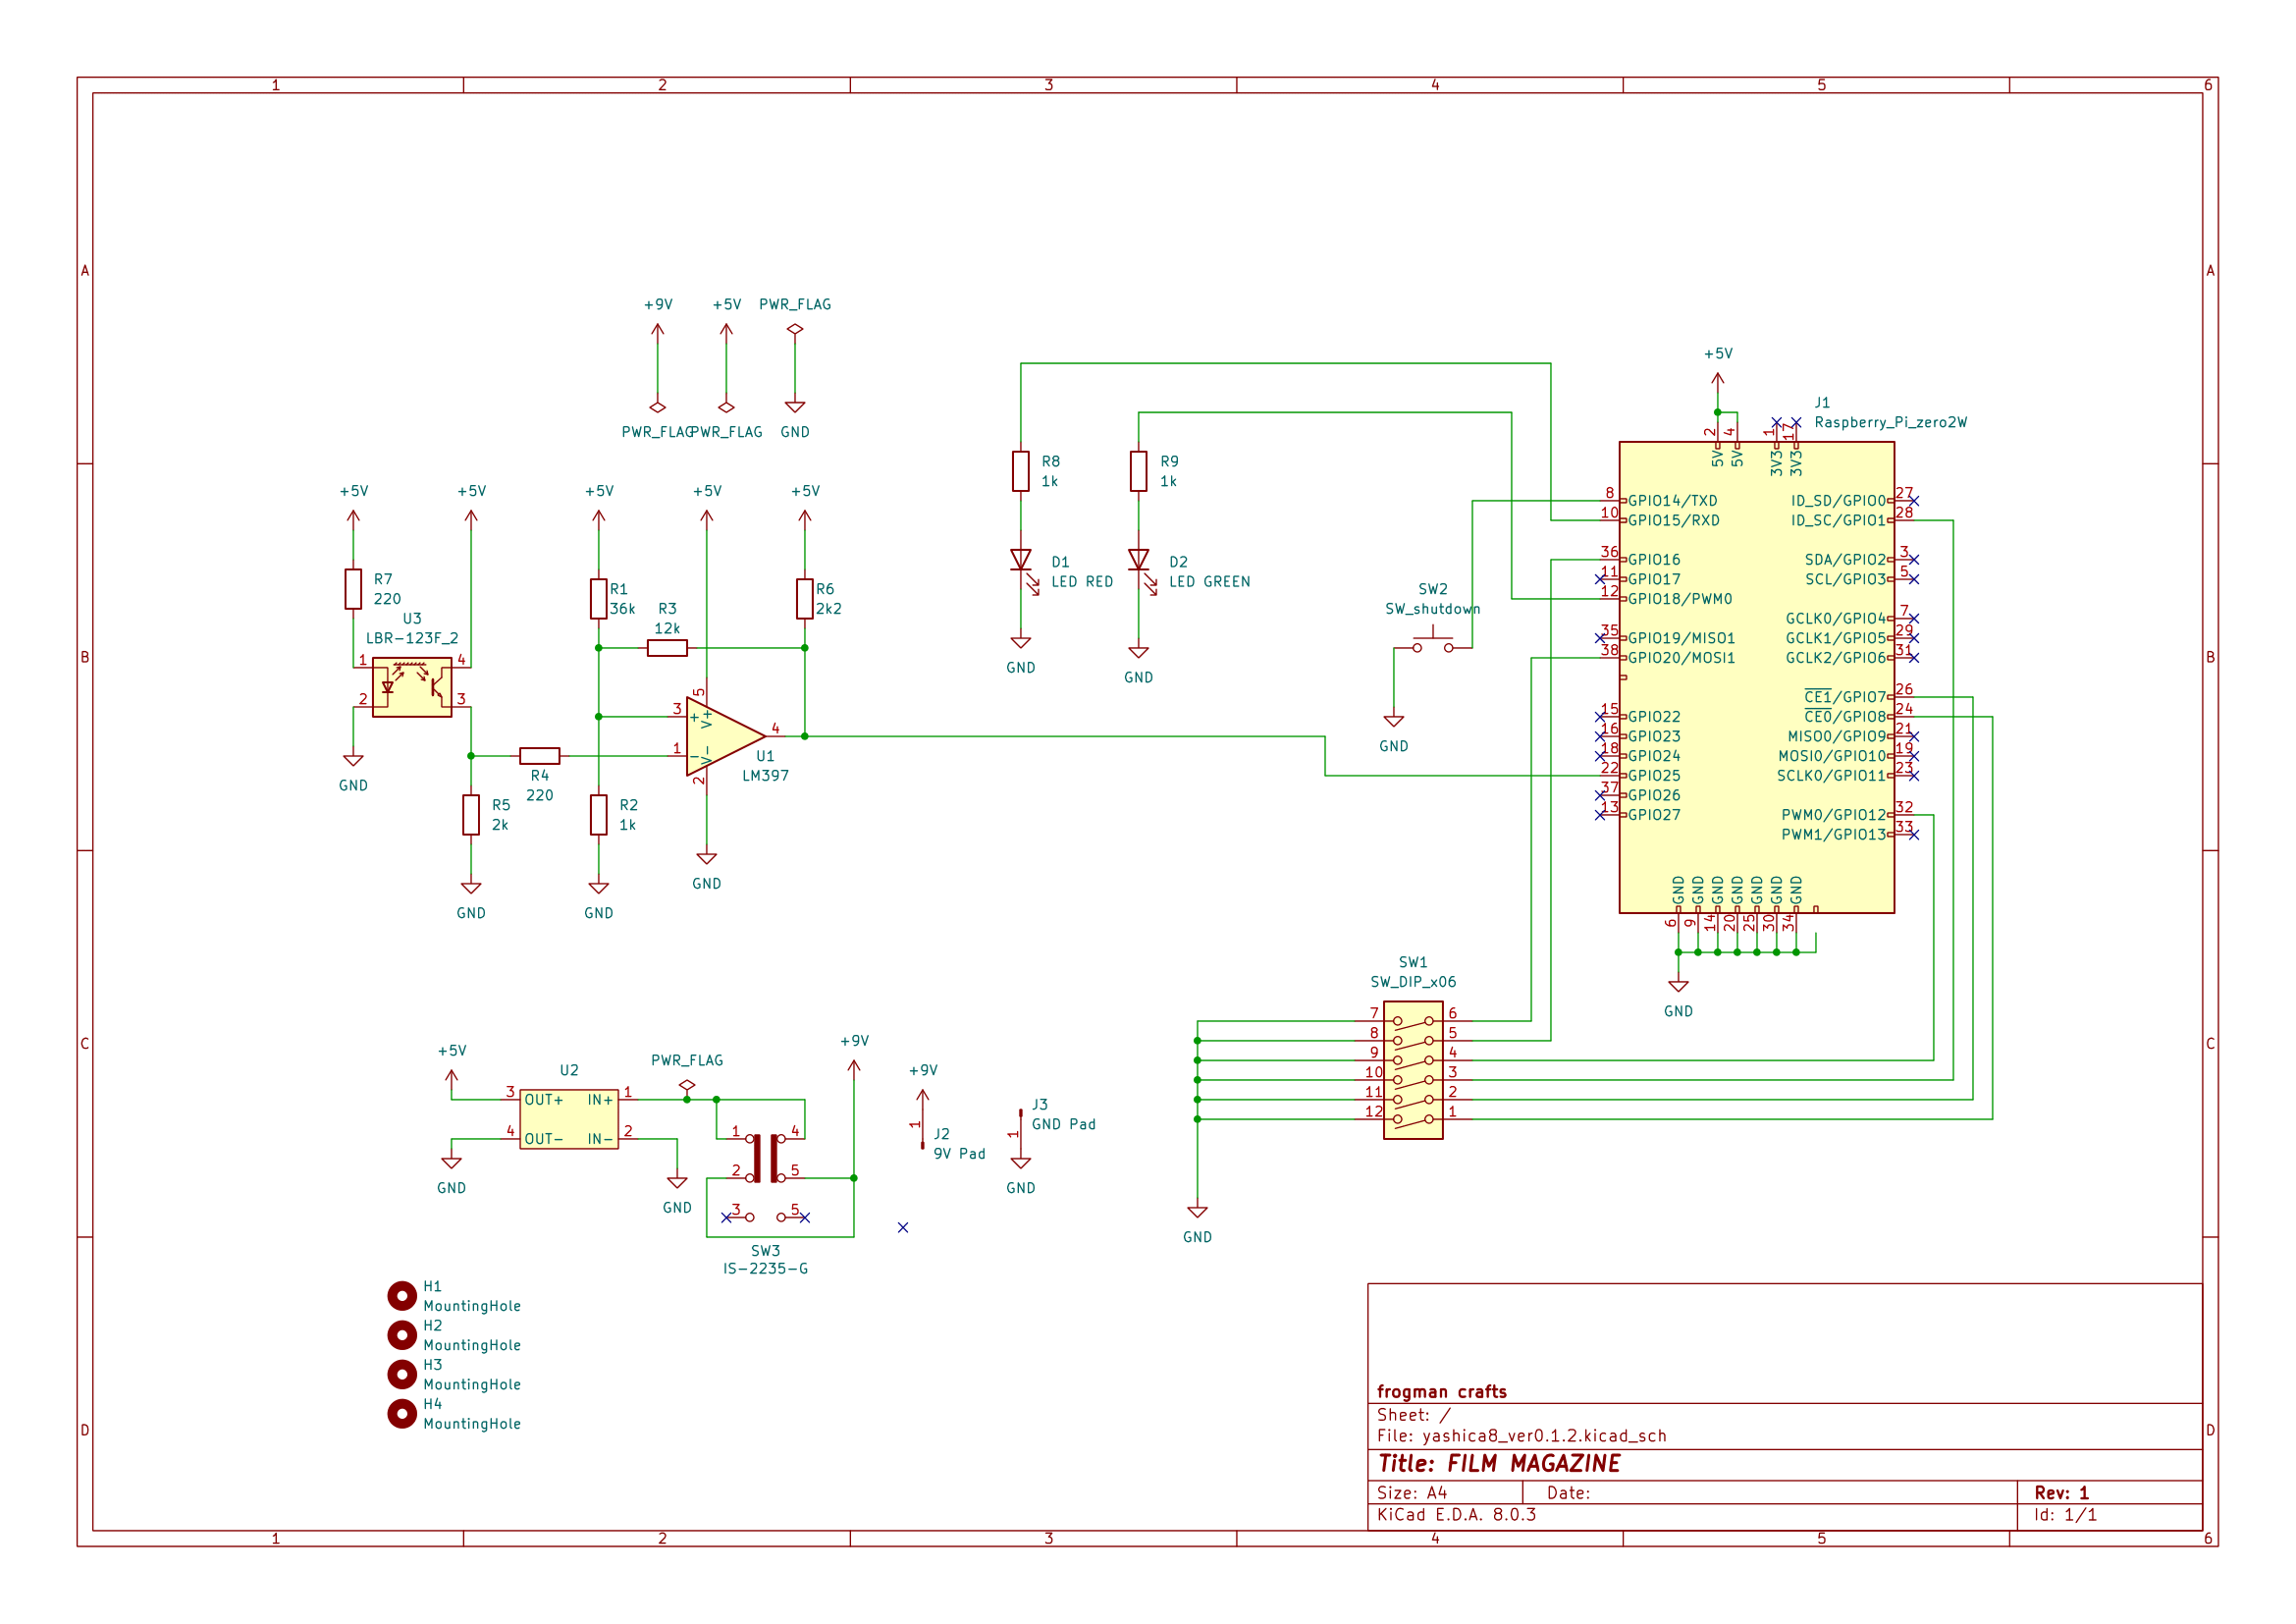 1 2 3 4 5 6
A A
+9V +5V PWR_FLAG
PWR_FLAG PWR_FLAG GND
+5V
J1
Raspberry_Pi_zero2W
2 4 1 17
5V 5V 3V3 3V3
B B
+5V +5V +5V +5V +5V
R7
220
U3
LBR-123F_2
1 4
2 3
GND
R1
36k
R3
12k
R6
2k2
3 + V+ 5
1 - V- 2
4
U1
LM397
R4
220
R5
2k
R2
1k
GND
GND
GND
R8
1k
R9
1k
D1
LED RED
D2
LED GREEN
GND
GND
SW2
SW_shutdown
GND
8 GPIO14/TXD
10 GPIO15/RXD
36 GPIO16
11 GPIO17
12 GPIO18/PWM0
35 GPIO19/MISO1
38 GPIO20/MOSI1
15 GPIO22
16 GPIO23
18 GPIO24
22 GPIO25
37 GPIO26
13 GPIO27
ID_SD/GPIO0 27
ID_SC/GPIO1 28
SDA/GPIO2 3
SCL/GPIO3 5
GCLK0/GPIO4 7
GCLK1/GPIO5 29
GCLK2/GPIO6 31
CE1/GPIO7 26
CE0/GPIO8 24
MISO0/GPIO9 21
MOSI0/GPIO10 19
SCLK0/GPIO11 23
PWM0/GPIO12 32
PWM1/GPIO13 33
GND GND GND GND GND GND GND
6 9 14 20 25 30 34
GND
C C
SW1
SW_DIP_x06
7 6
8 5
9 4
10 3
11 2
12 1
GND
+5V
U2
3 OUT+ IN+ 1
4 OUT- IN- 2
GND
GND
PWR_FLAG
+9V
1 4
2 5
3 5
SW3
IS-2235-G
+9V
1
J2
9V Pad
J3
GND Pad
1
GND
H1
MountingHole
H2
MountingHole
H3
MountingHole
H4
MountingHole
D D
frogman crafts
Sheet: /
File: yashica8_ver0.1.2.kicad_sch
Title: FILM MAGAZINE
Size: A4 Date: Rev: 1
KiCad E.D.A. 8.0.3 Id: 1/1
1 2 3 4 5 6